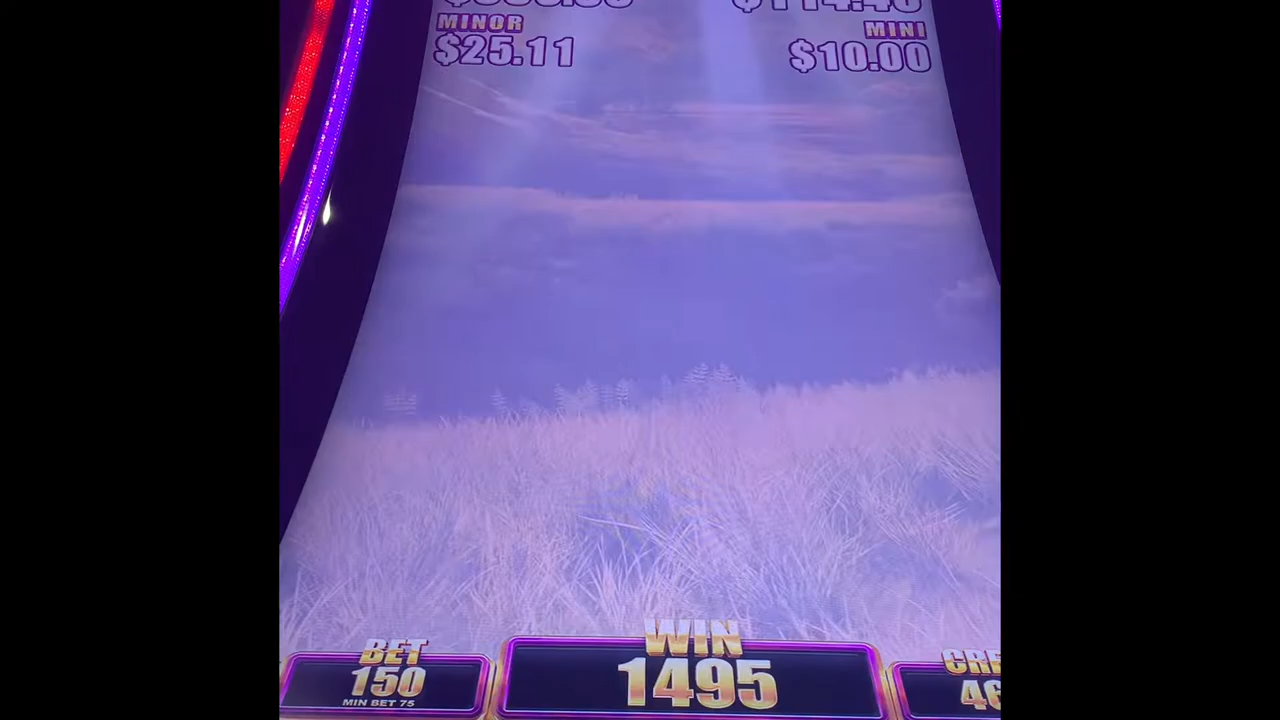 MINOR
$25.11
MINI
$10.00
BET
150
MIN BET 75
WIN
1495